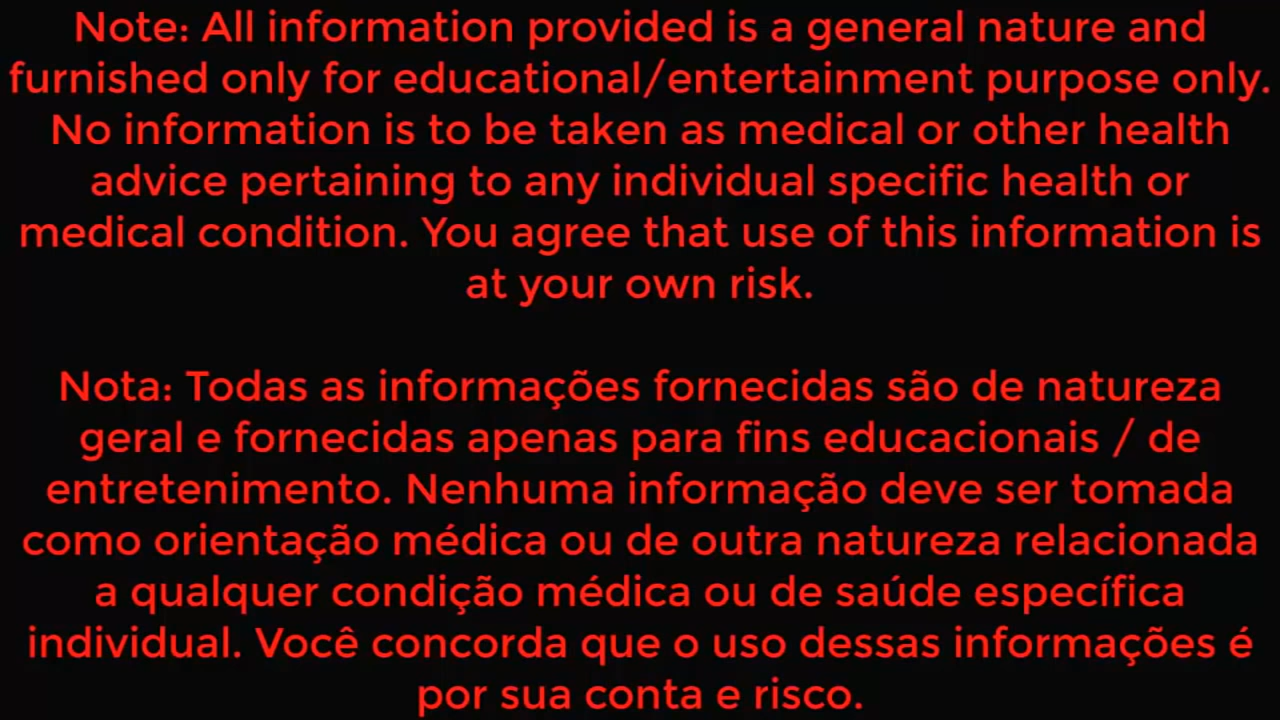 Note: All information provided is a general nature and
furnished only for educational/entertainment purpose only.
No information is to be taken as medical or other health
advice pertaining to any individual specific health or
medical condition. You agree that use of this information is
at your own risk.
Nota: Todas as informações fornecidas são de natureza
geral e fornecidas apenas para fins educacionais / de
entretenimento. Nenhuma informação deve ser tomada
como orientação médica ou de outra natureza relacionada
a qualquer condição médica ou de saúde específica
individual. Você concorda que o uso dessas informações é
por sua conta e risco.